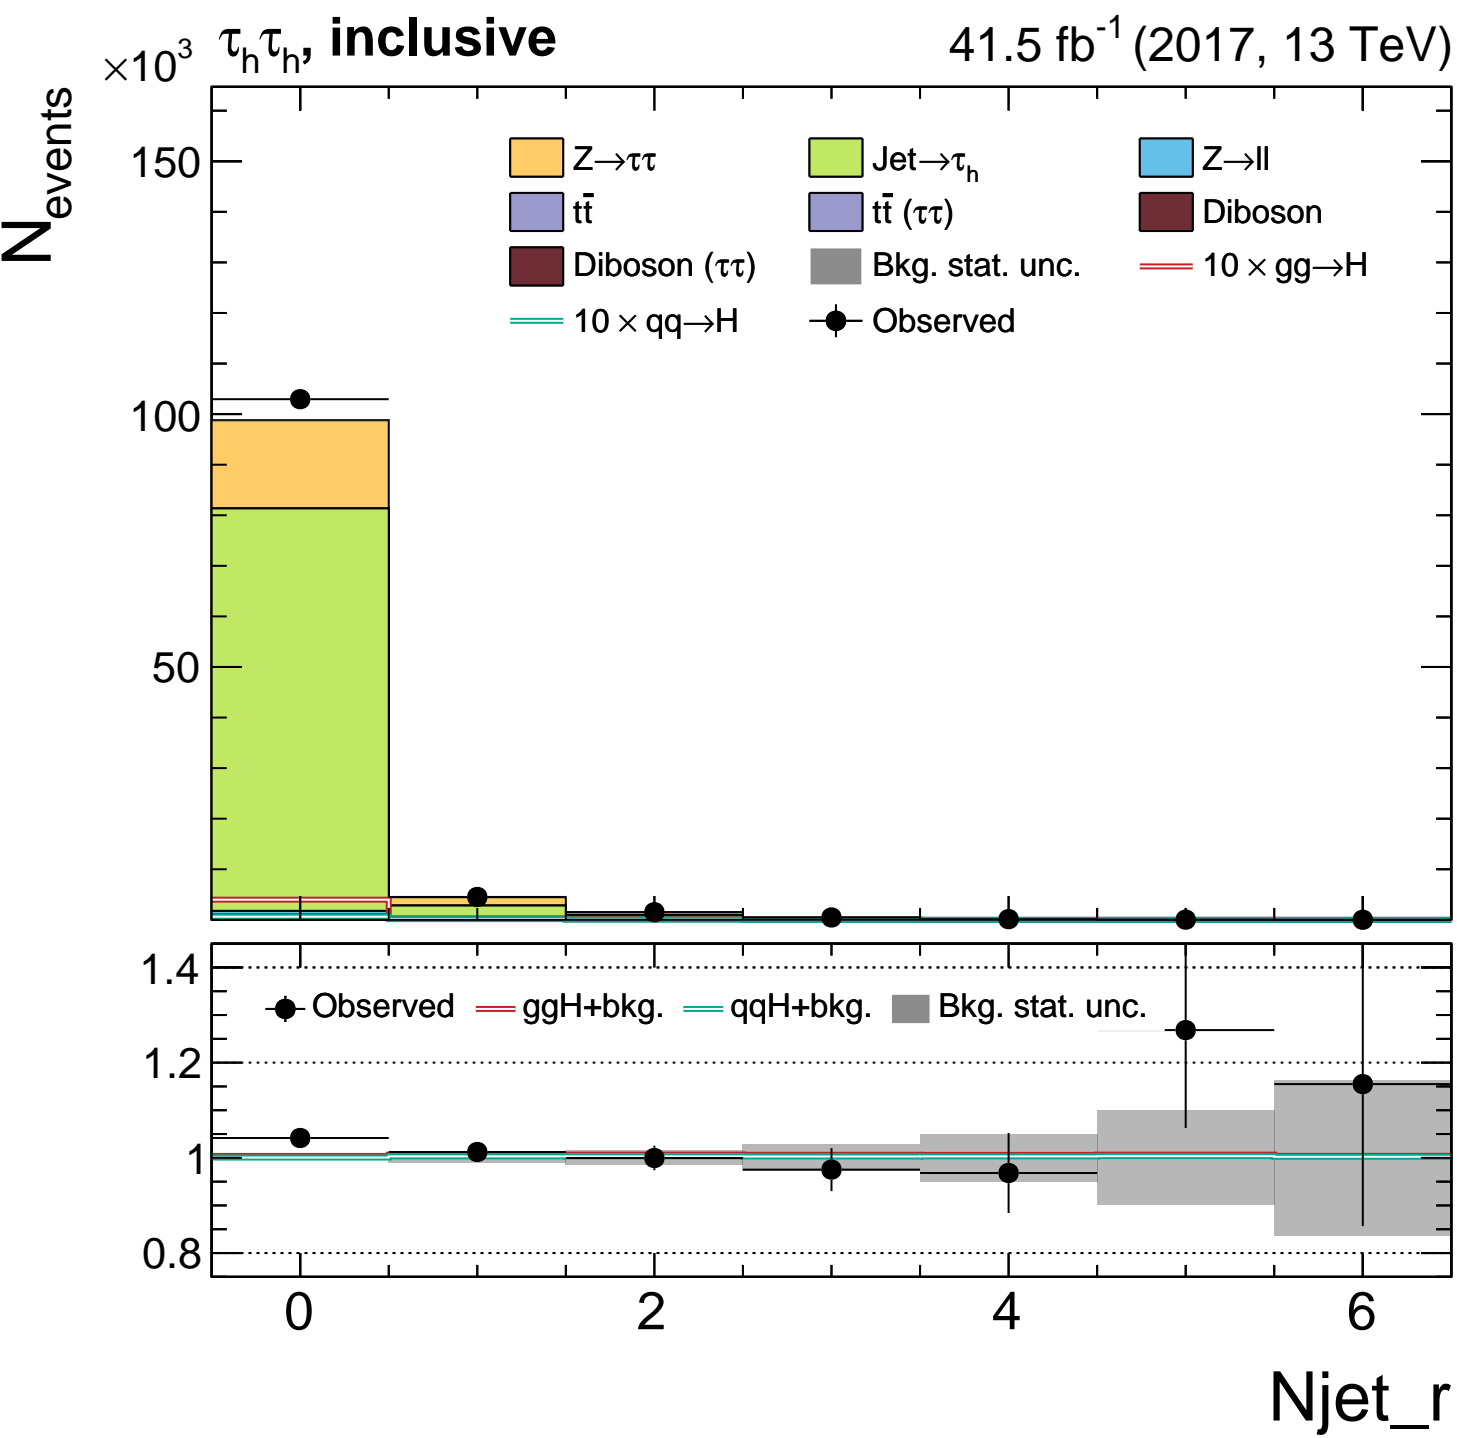 ×10³ τₕτₕ, inclusive 41.5 fb⁻¹ (2017, 13 TeV)
N_events
150
100
50
Z→ττ Jet→τₕ Z→ll
tt̄ tt̄ (ττ) Diboson
Diboson (ττ) Bkg. stat. unc. 10 × gg→H
10 × qq→H Observed
1.4
1.2
1
0.8
Observed ggH+bkg. qqH+bkg. Bkg. stat. unc.
0 2 4 6
Njet_r